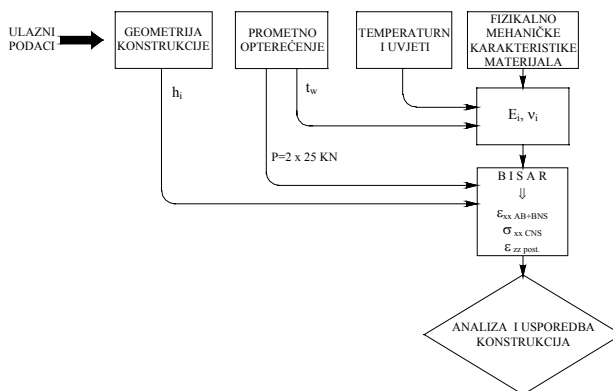 ULAZNI
PODACI
GEOMETRIJA
KONSTRUKCIJE
PROMETNO
OPTEREĆENJE
TEMPERATURN
I UVJETI
FIZIKALNO
MEHANIČKE
KARAKTERISTIKE
MATERIJALA
hi
tw
Ei, νi
P=2 x 25 KN
B I S A R
⇓
εxx AB+BNS
σxx CNS
εzz post.
ANALIZA I USPOREDBA
KONSTRUKCIJA